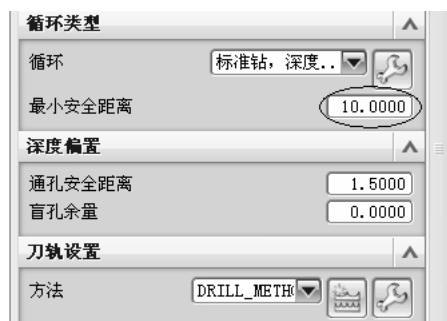 循环类型
循环 标准钻，深度..
最小安全距离 10.0000
深度偏置
通孔安全距离 1.5000
盲孔余量 0.0000
刀轨设置
方法 DRILL_METH